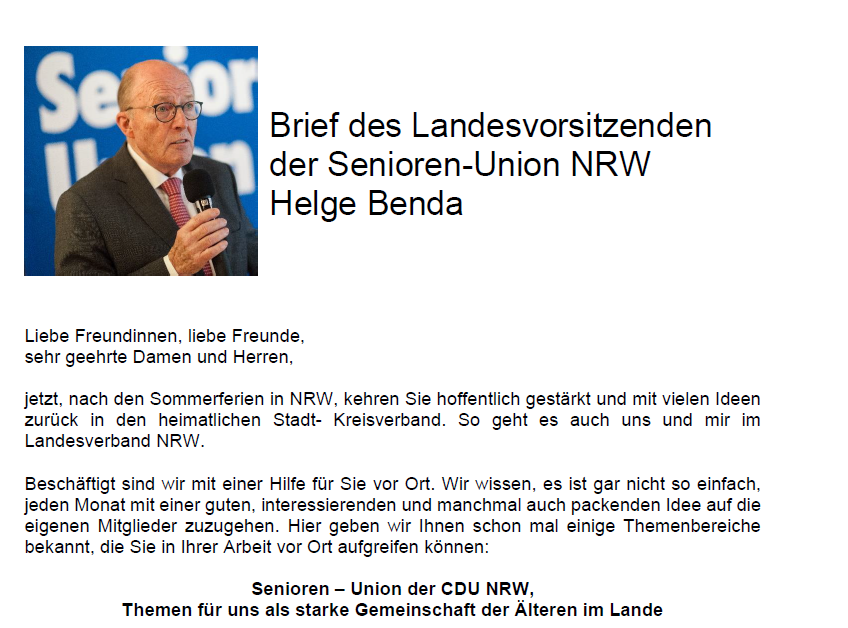 Senior
Union
Brief des Landesvorsitzenden
der Senioren-Union NRW
Helge Benda
Liebe Freundinnen, liebe Freunde,
sehr geehrte Damen und Herren,
jetzt, nach den Sommerferien in NRW, kehren Sie hoffentlich gestärkt und mit vielen Ideen
zurück in den heimatlichen Stadt- Kreisverband. So geht es auch uns und mir im
Landesverband NRW.
Beschäftigt sind wir mit einer Hilfe für Sie vor Ort. Wir wissen, es ist gar nicht so einfach,
jeden Monat mit einer guten, interessierenden und manchmal auch packenden Idee auf die
eigenen Mitglieder zuzugehen. Hier geben wir Ihnen schon mal einige Themenbereiche
bekannt, die Sie in Ihrer Arbeit vor Ort aufgreifen können:
Senioren – Union der CDU NRW,
Themen für uns als starke Gemeinschaft der Älteren im Lande